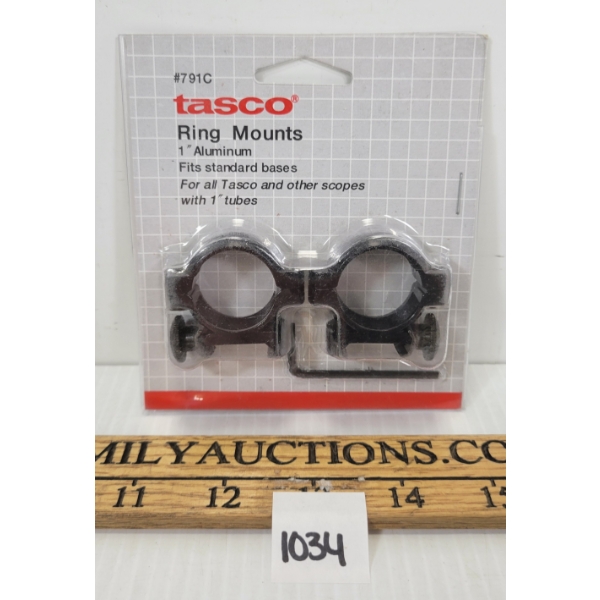 #791C
tasco®
Ring Mounts
1" Aluminum
Fits standard bases
For all Tasco and other scopes
with 1" tubes
MILYAUCTIONS.CO
11 12 13 14 15
1034